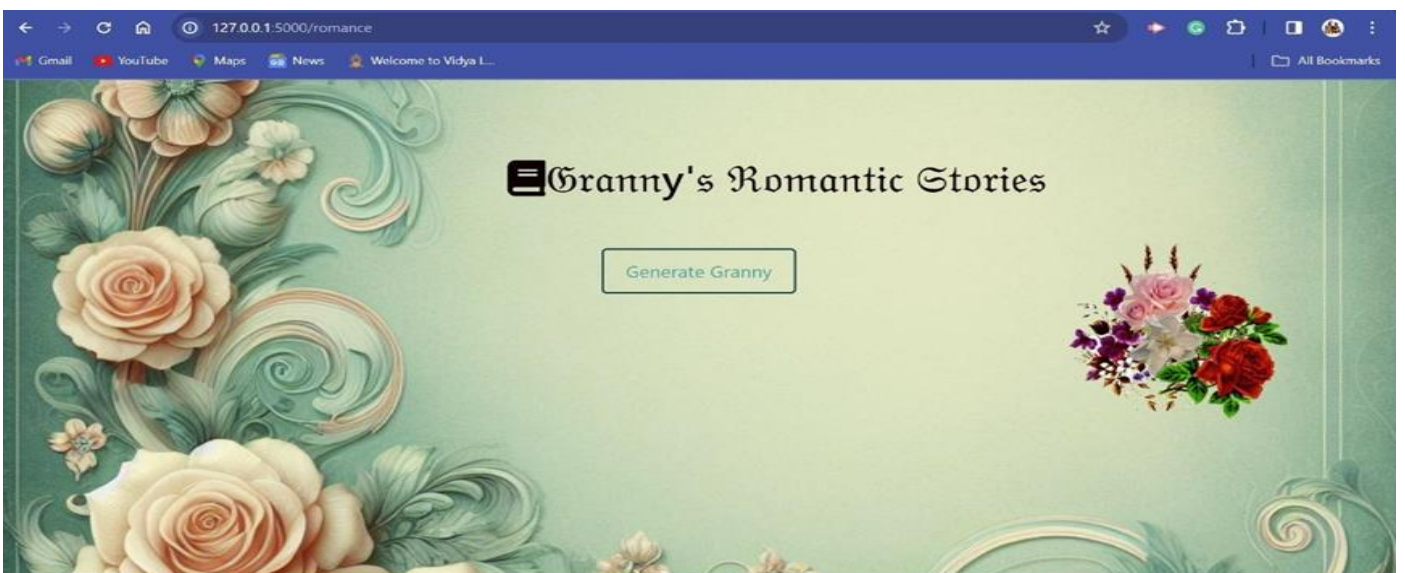 127.0.0.1:5000/romance
Gmail YouTube Maps News Welcome to Vidya L... All Bookmarks
𝔊𝔯𝔞𝔫𝔫y's ℜ𝔬𝔪𝔞𝔫𝔱𝔦𝔠 𝔖𝔱𝔬𝔯𝔦𝔢𝔰
Generate Granny